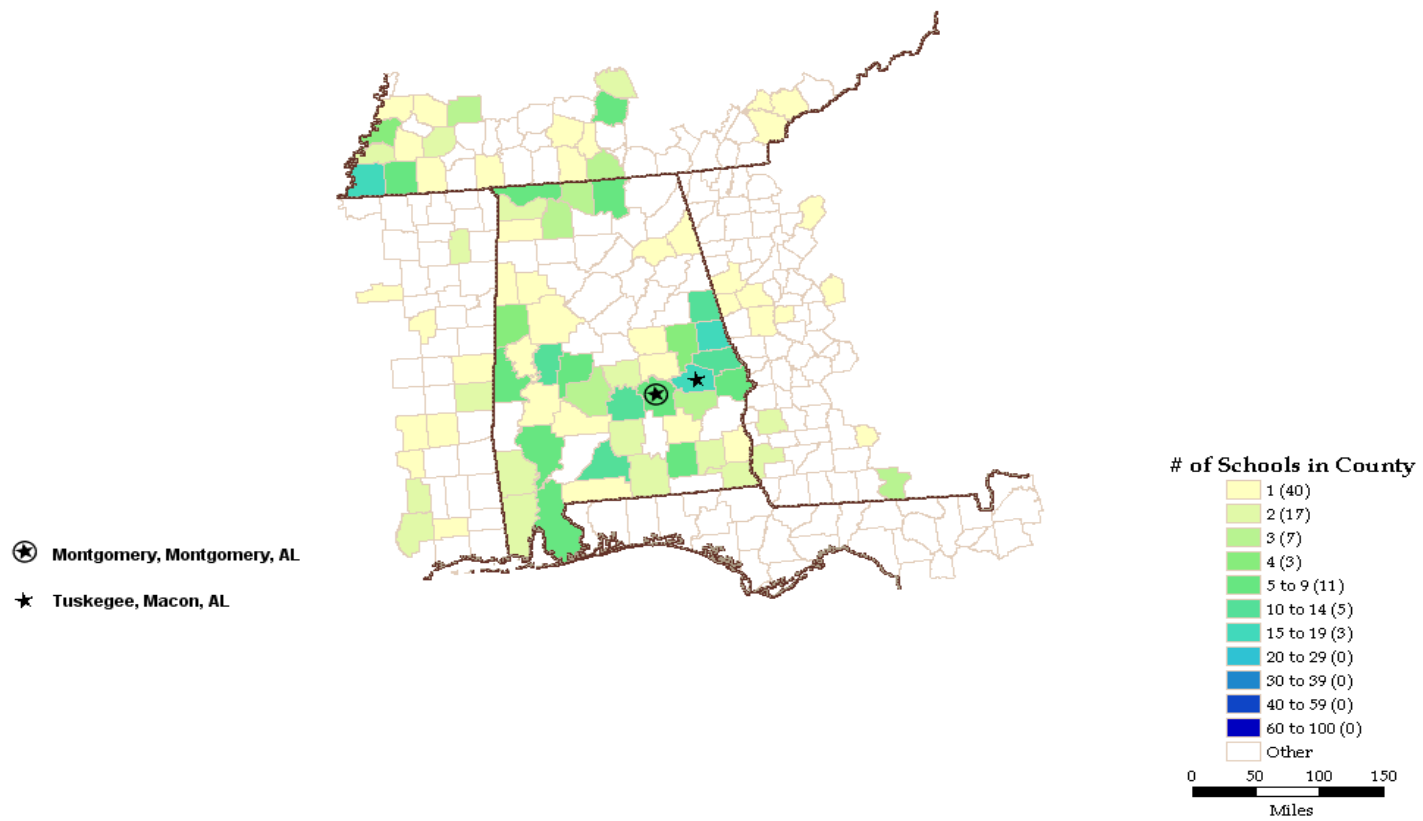 Montgomery, Montgomery, AL
Tuskegee, Macon, AL
# of Schools in County
1 (40)
2 (17)
3 (7)
4 (3)
5 to 9 (11)
10 to 14 (5)
15 to 19 (3)
20 to 29 (0)
30 to 39 (0)
40 to 59 (0)
60 to 100 (0)
Other
0 50 100 150
Miles